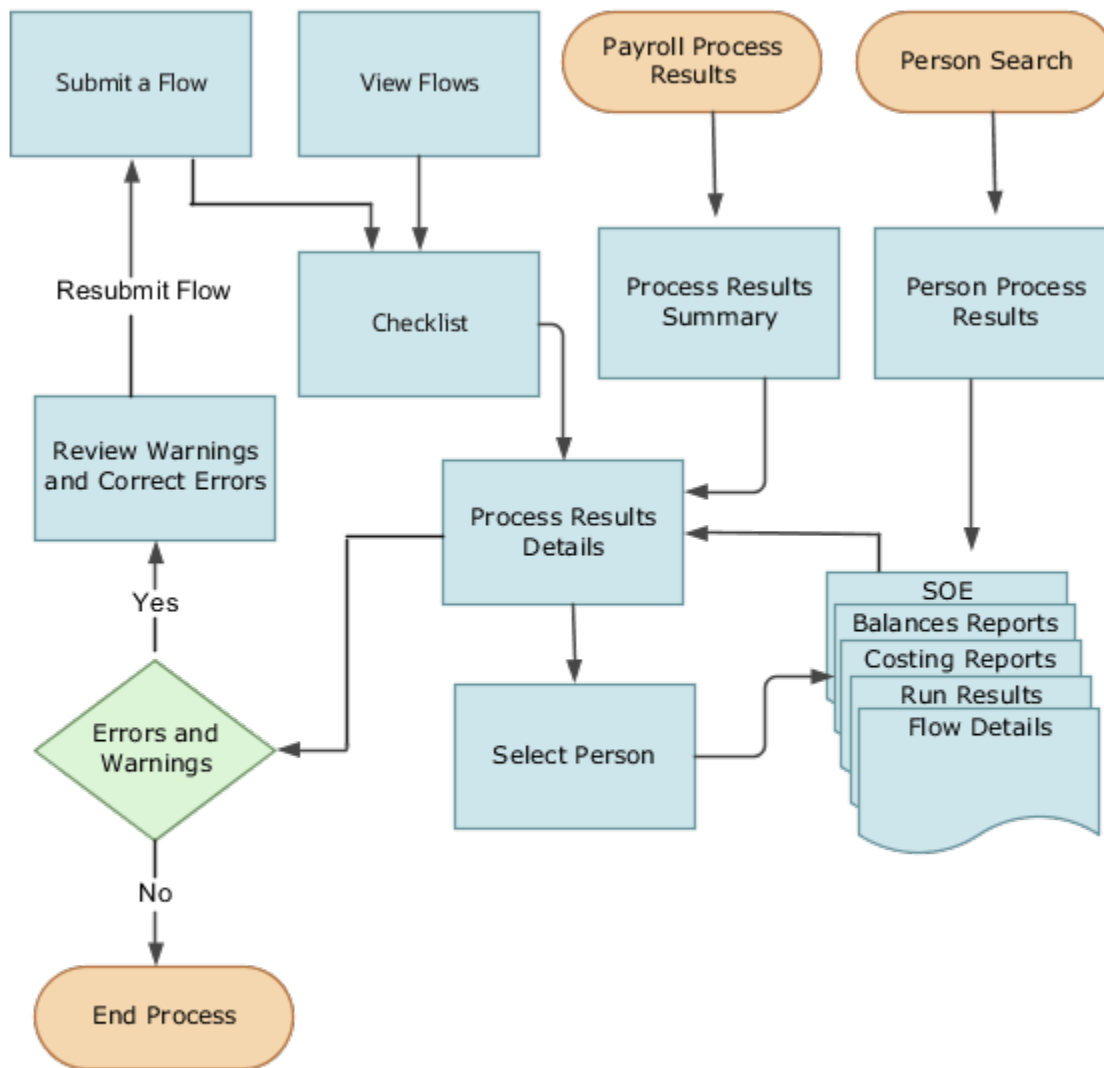 Submit a Flow
View Flows
Payroll Process
Results
Person Search
Resubmit Flow
Checklist
Process Results
Summary
Person Process
Results
Review Warnings
and Correct Errors
Process Results
Details
Yes
SOE
Balances Reports
Costing Reports
Run Results
Flow Details
Errors and
Warnings
Select Person
No
End Process